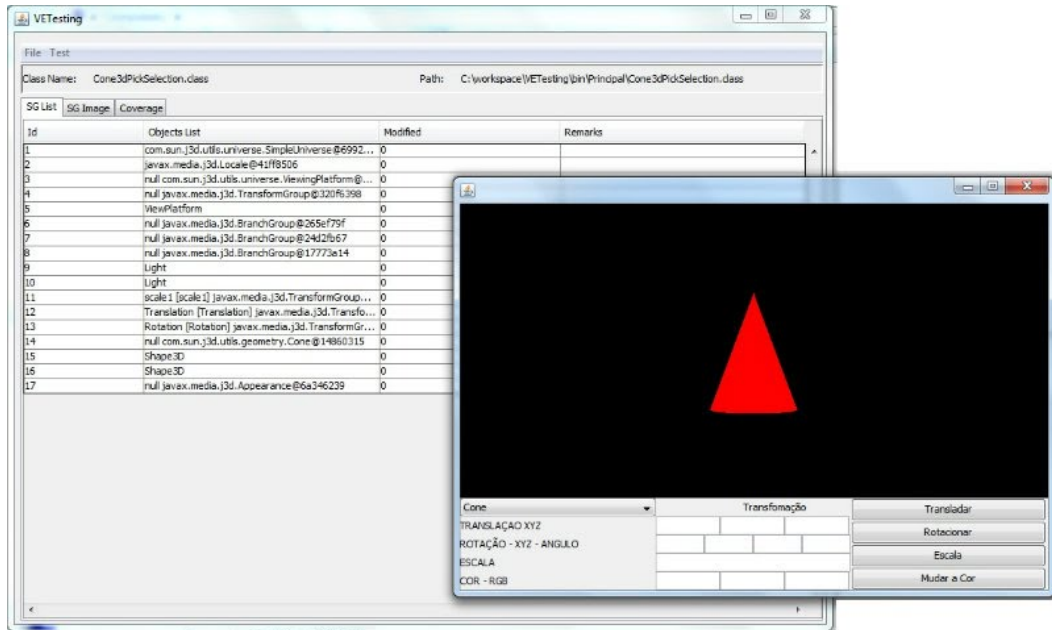 VETesting
File Test
Class Name: Cone3dPickSelection.class Path: C:\workspace\VETesting\bin\Principal\Cone3dPickSelection.class
SG List SG Image Coverage
Id Objects List Modified Remarks
1 com.sun.j3d.utils.universe.SimpleUniverse@6992... 0
2 javax.media.j3d.Locale@41ff8506 0
3 null com.sun.j3d.utils.universe.ViewingPlatform@... 0
4 null javax.media.j3d.TransformGroup@320f6398 0
5 ViewPlatform 0
6 null javax.media.j3d.BranchGroup@265ef79f 0
7 null javax.media.j3d.BranchGroup@24d2fb67 0
8 null javax.media.j3d.BranchGroup@17773a14 0
9 Light 0
10 Light 0
11 scale1 [scale1] javax.media.j3d.TransformGroup... 0
12 Translation [Translation] javax.media.j3d.Transfo... 0
13 Rotation [Rotation] javax.media.j3d.TransformGr... 0
14 null com.sun.j3d.utils.geometry.Cone@14860315 0
15 Shape3D 0
16 Shape3D 0
17 null javax.media.j3d.Appearance@6a346239 0
Cone Transfomação Transladar
TRANSLAÇAO XYZ
ROTAÇÃO - XYZ - ANGULO Rotacionar
ESCALA Escala
COR - RGB Mudar a Cor